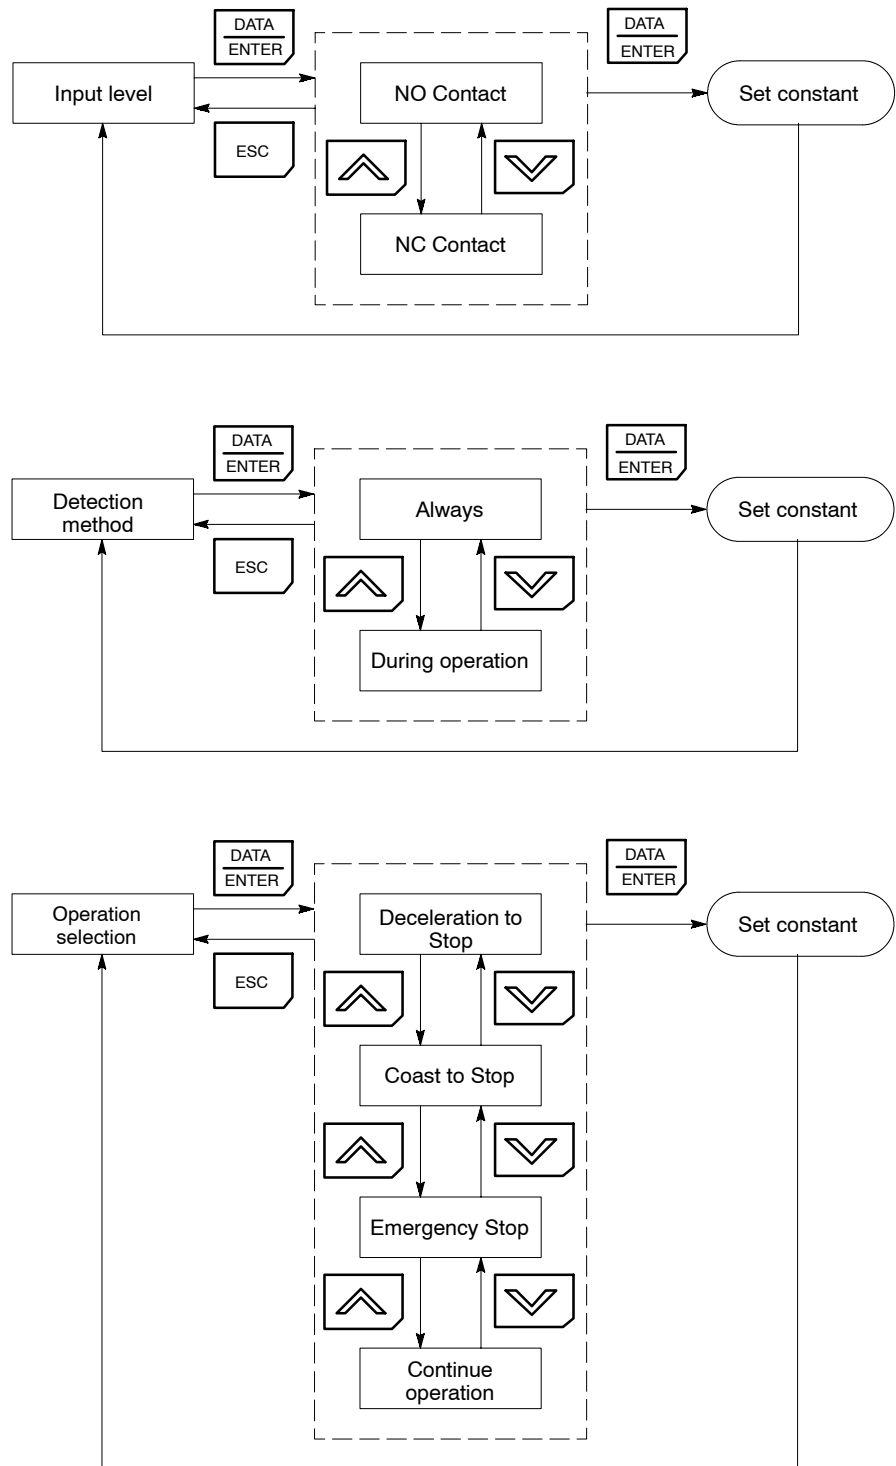 DATA
ENTER
DATA
ENTER
Input level
NO Contact
Set constant
ESC
NC Contact
DATA
ENTER
DATA
ENTER
Detection
method
Always
Set constant
ESC
During operation
DATA
ENTER
DATA
ENTER
Operation
selection
Deceleration to
Stop
Set constant
ESC
Coast to Stop
Emergency Stop
Continue
operation